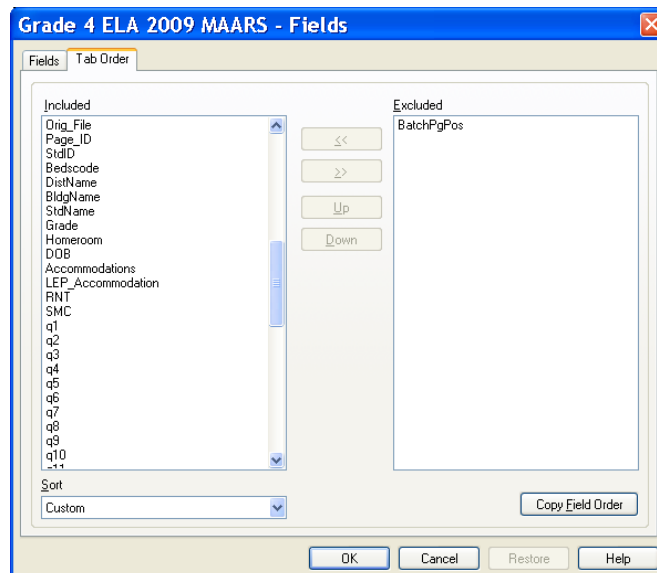 Grade 4 ELA 2009 MAARS - Fields
Fields
Tab Order
Included
Orig_File
Page_ID
StdID
Bedscode
DistName
BldgName
StdName
Grade
Homeroom
DOB
Accommodations
LEP_Accommodation
RNT
SMC
q1
q2
q3
q4
q5
q6
q7
q8
q9
q10
q11
<<
>>
Up
Down
Excluded
BatchPgPos
Sort
Custom
Copy Field Order
OK
Cancel
Restore
Help